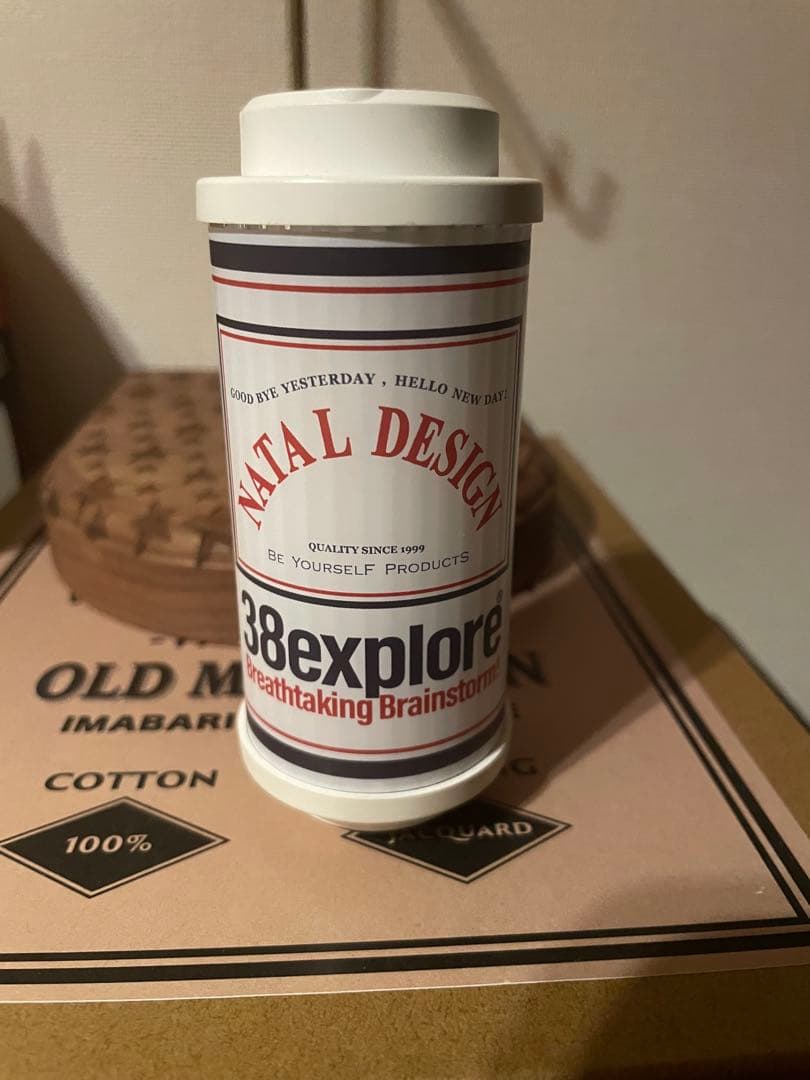 GOOD BYE YESTERDAY , HELLO NEW DAY!
NATAL DESIGN
QUALITY SINCE 1999
BE YOURSELF PRODUCTS
38explore®
Breathtaking Brainstorm!
OLD M N
IMABARI
COTTON
100%
JACQUARD